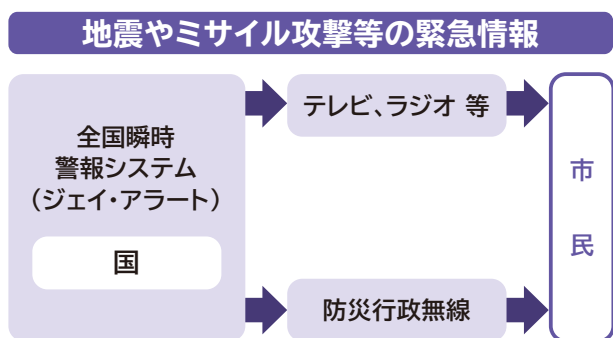 地震やミサイル攻撃等の緊急情報
全国瞬時
警報システム
（ジェイ・アラート）
国
テレビ、ラジオ 等
防災行政無線
市
民